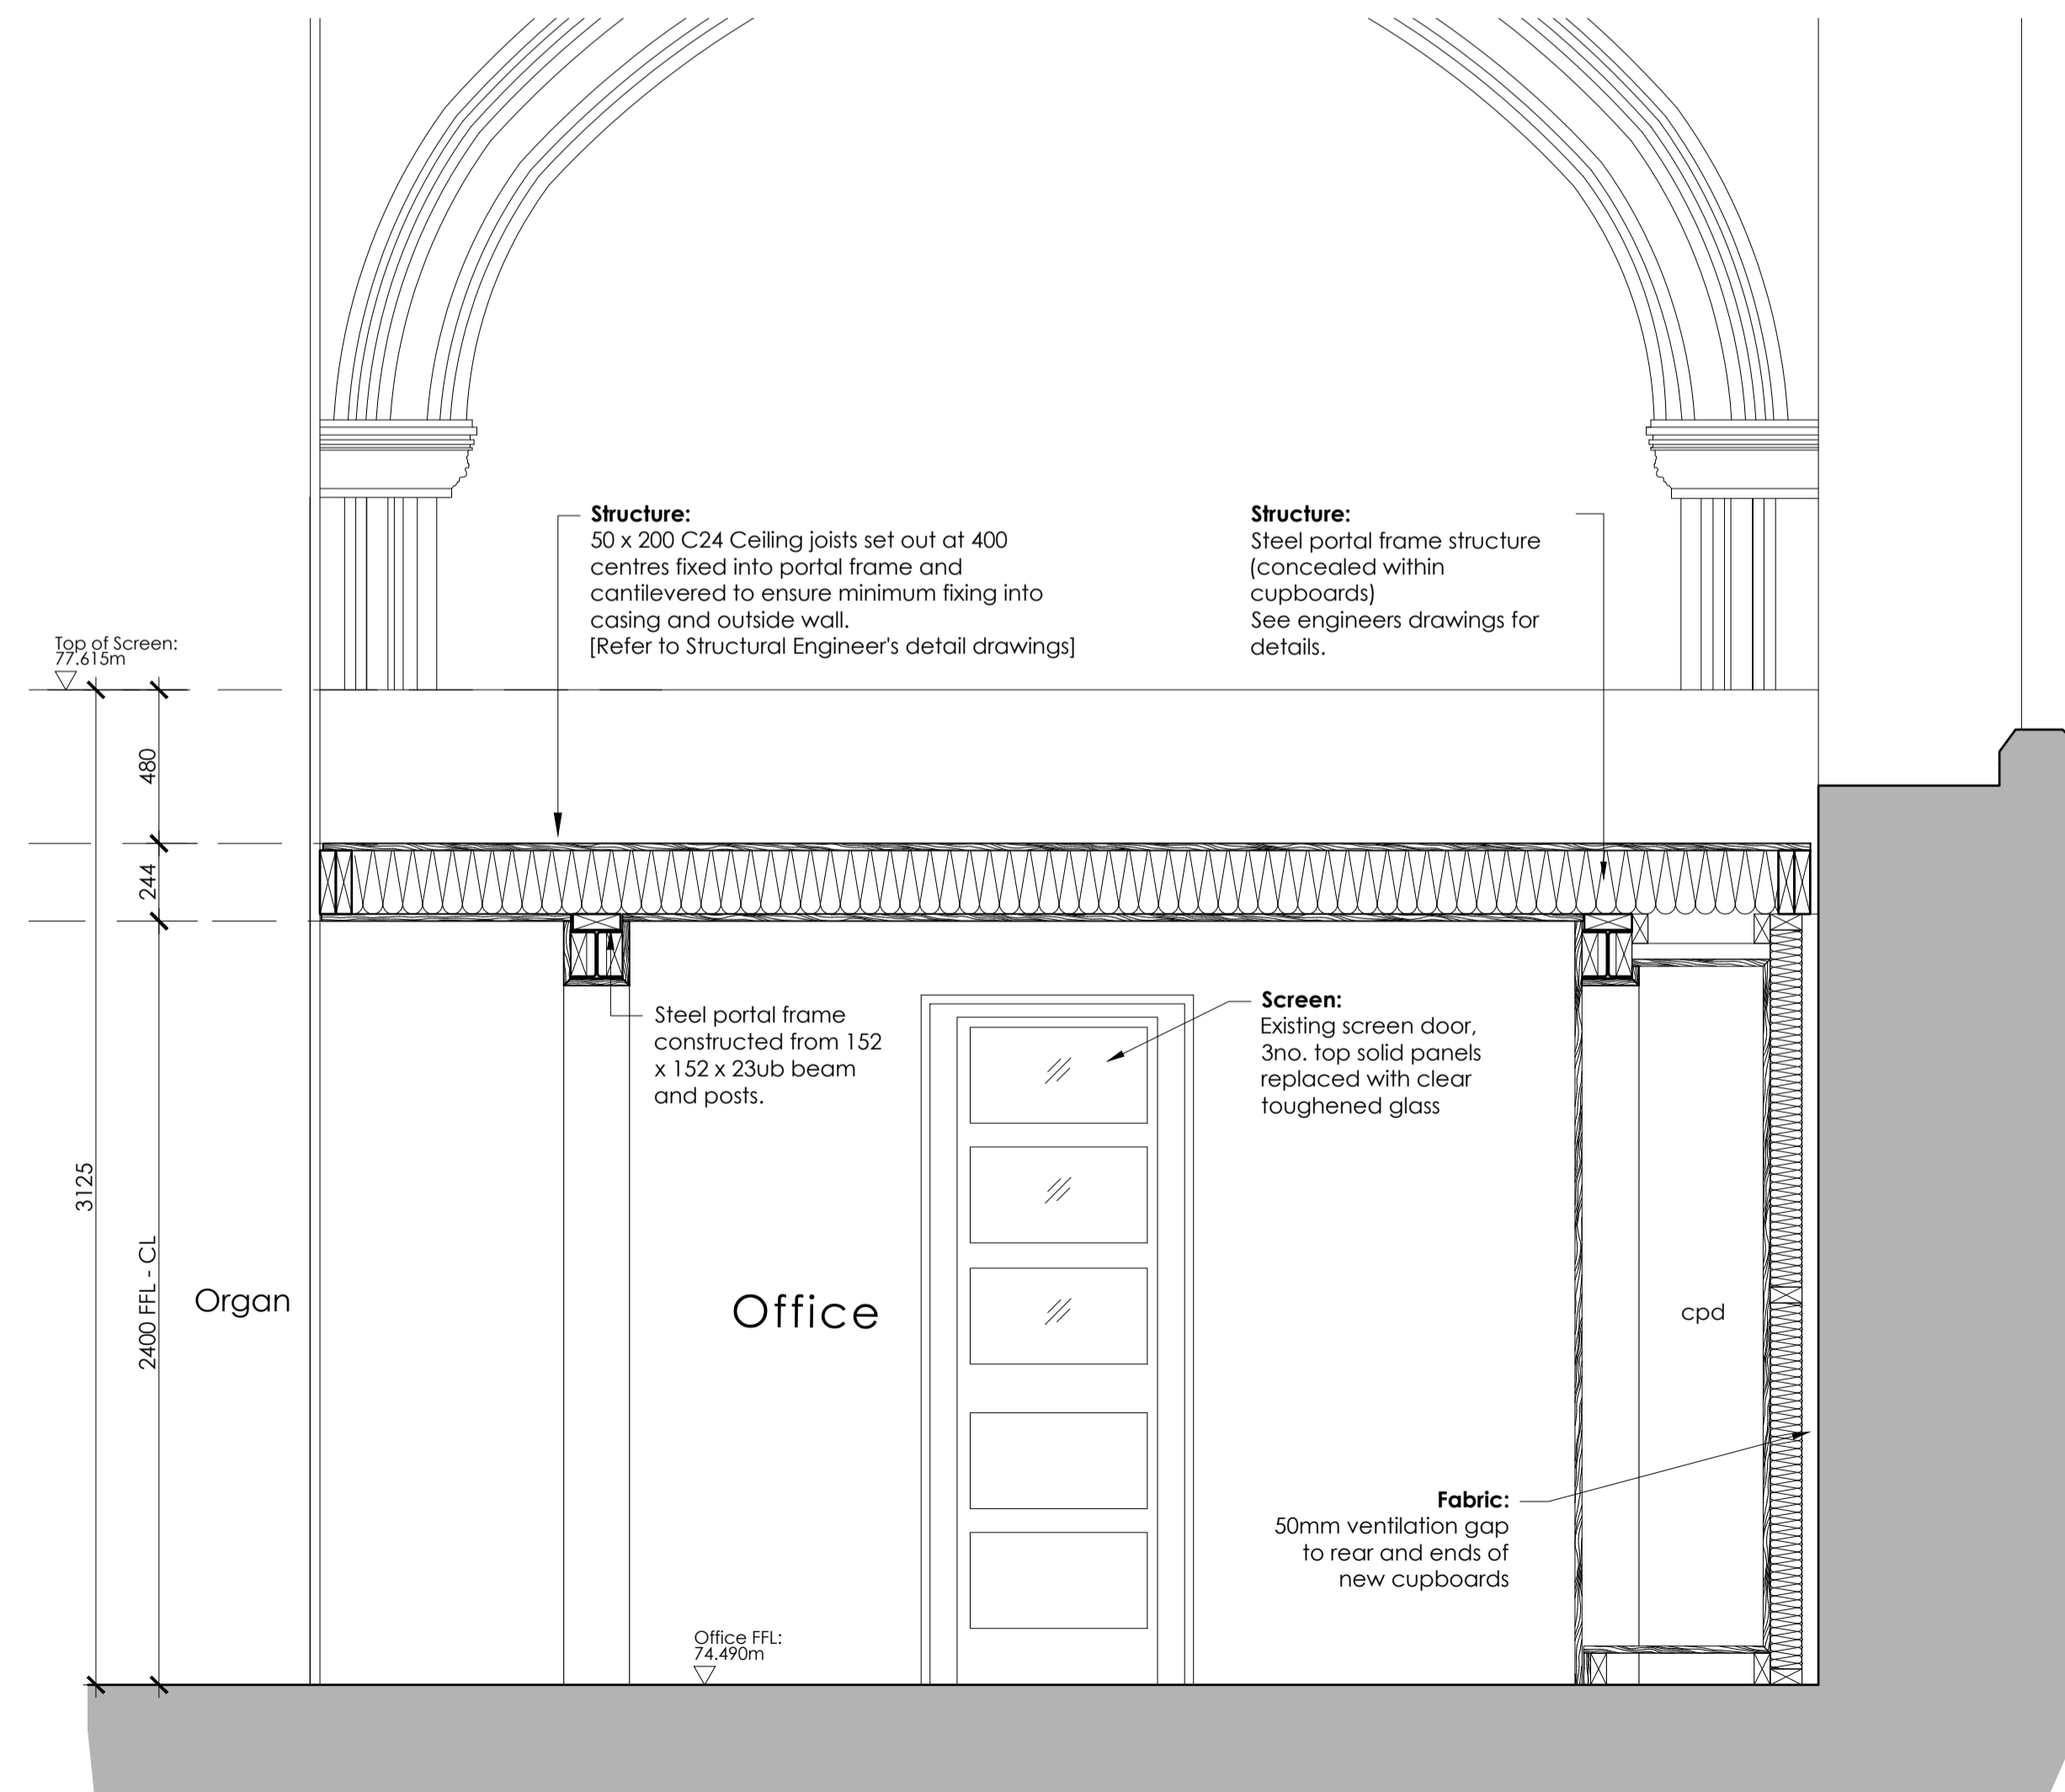 Structure:
50 x 200 C24 Ceiling joists set out at 400
centres fixed into portal frame and
cantilevered to ensure minimum fixing into
casing and outside wall.
[Refer to Structural Engineer's detail drawings]
Structure:
Steel portal frame structure
(concealed within
cupboards)
See engineers drawings for
details.
Top of Screen:
77.615m
480
244
3125
2400 FFL - CL
Steel portal frame
constructed from 152
x 152 x 23ub beam
and posts.
Screen:
Existing screen door,
3no. top solid panels
replaced with clear
toughened glass
Organ
Office
cpd
Fabric:
50mm ventilation gap
to rear and ends of
new cupboards
Office FFL:
74.490m